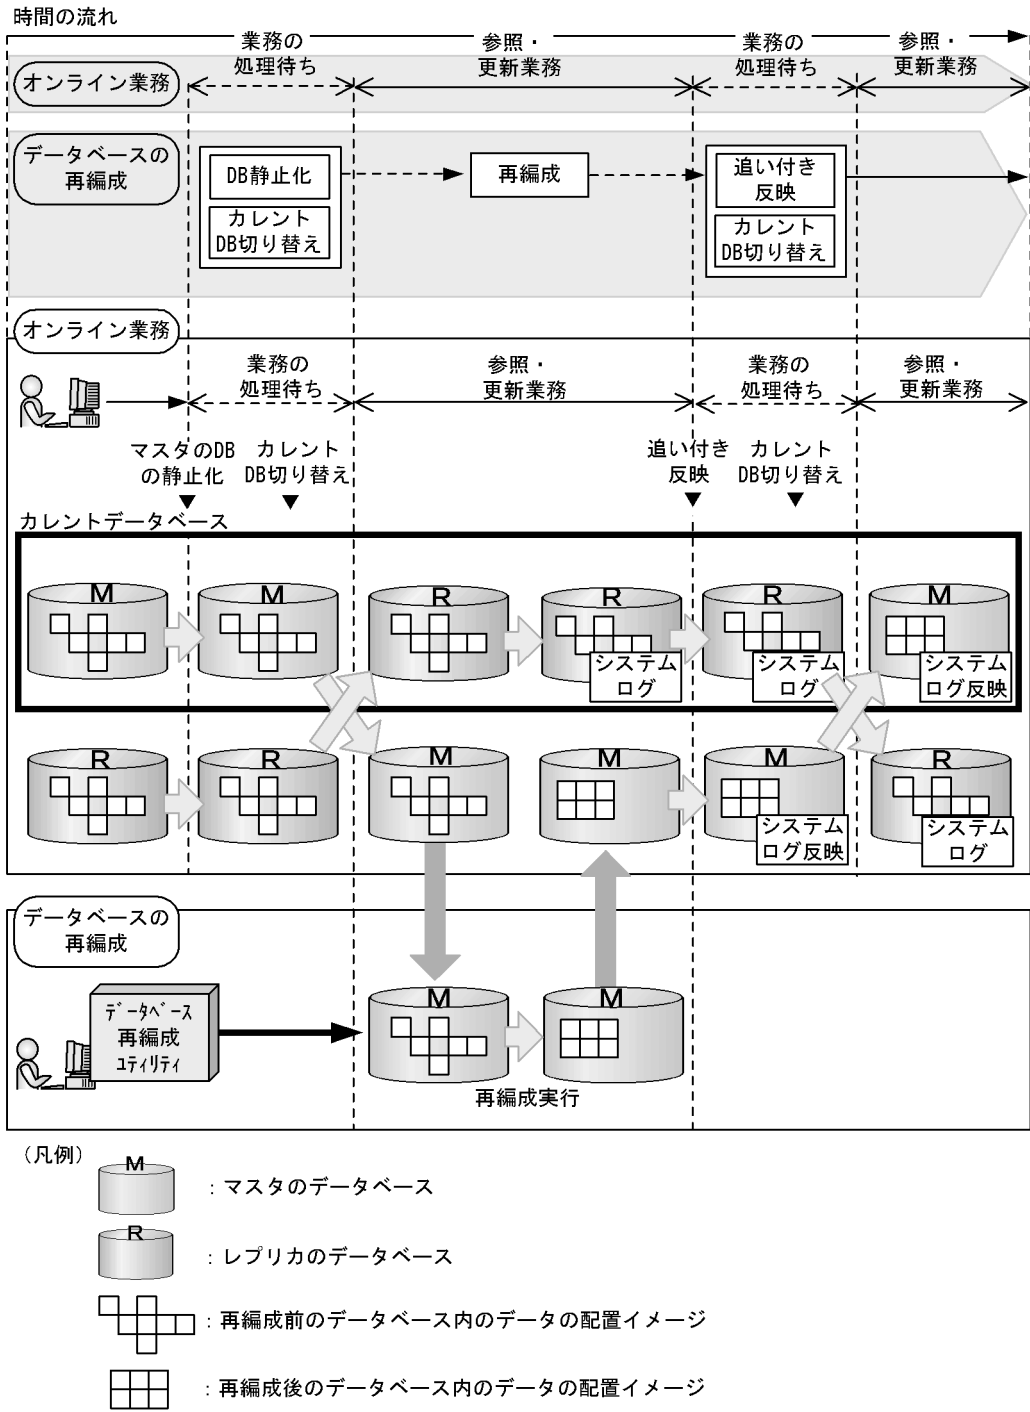 時間の流れ
業務の
処理待ち
参照・
更新業務
業務の
処理待ち
参照・
更新業務
オンライン業務
データベースの
再編成
DB静止化
カレント
DB切り替え
再編成
追い付き
反映
カレント
DB切り替え
オンライン業務
業務の
処理待ち
参照・
更新業務
業務の
処理待ち
参照・
更新業務
マスタのDB
の静止化
カレント
DB切り替え
追い付き
反映
カレント
DB切り替え
カレントデータベース
M
M
R
R
システム
ログ
R
システム
ログ
M
システム
ログ反映
R
R
M
M
M
システム
ログ反映
R
システム
ログ
データベースの
再編成
ﾃﾞｰﾀﾍﾞｰｽ
再編成
ﾕﾃｨﾘﾃｨ
M
M
再編成実行
（凡例）
M
：マスタのデータベース
R
：レプリカのデータベース
：再編成前のデータベース内のデータの配置イメージ
：再編成後のデータベース内のデータの配置イメージ